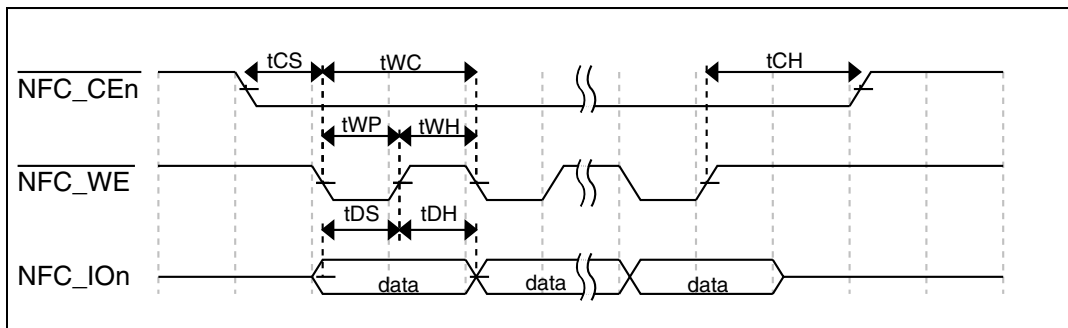 tCS
tWC
tCH
NFC_CEn
tWP
tWH
NFC_WE
tDS
tDH
NFC_IOn
data
data
data